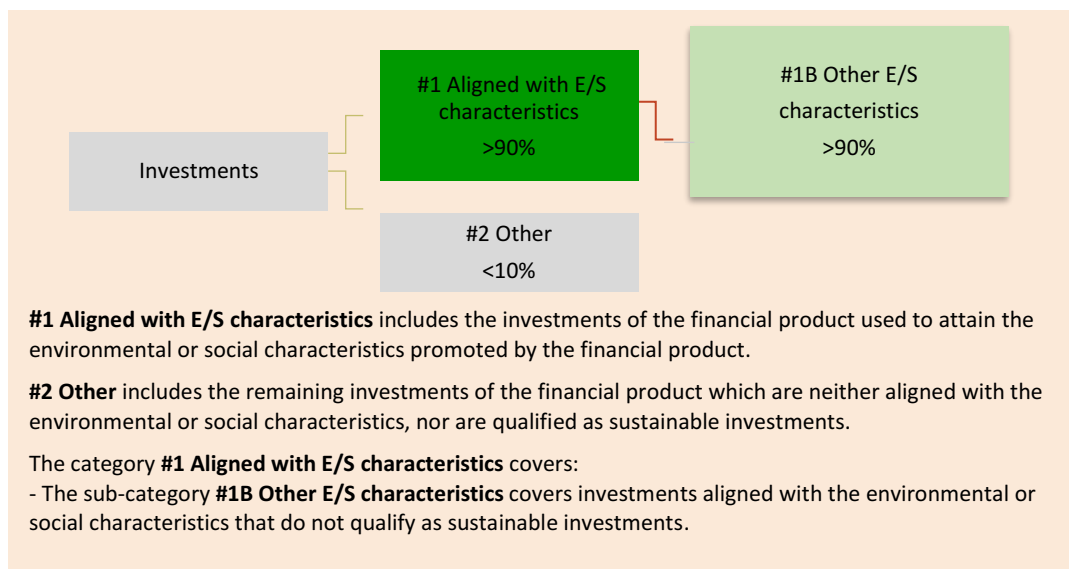 Investments
#1 Aligned with E/S
characteristics
>90%
#1B Other E/S
characteristics
>90%
#2 Other
<10%
#1 Aligned with E/S characteristics includes the investments of the financial product used to attain the
environmental or social characteristics promoted by the financial product.
#2 Other includes the remaining investments of the financial product which are neither aligned with the
environmental or social characteristics, nor are qualified as sustainable investments.
The category #1 Aligned with E/S characteristics covers:
- The sub-category #1B Other E/S characteristics covers investments aligned with the environmental or
social characteristics that do not qualify as sustainable investments.